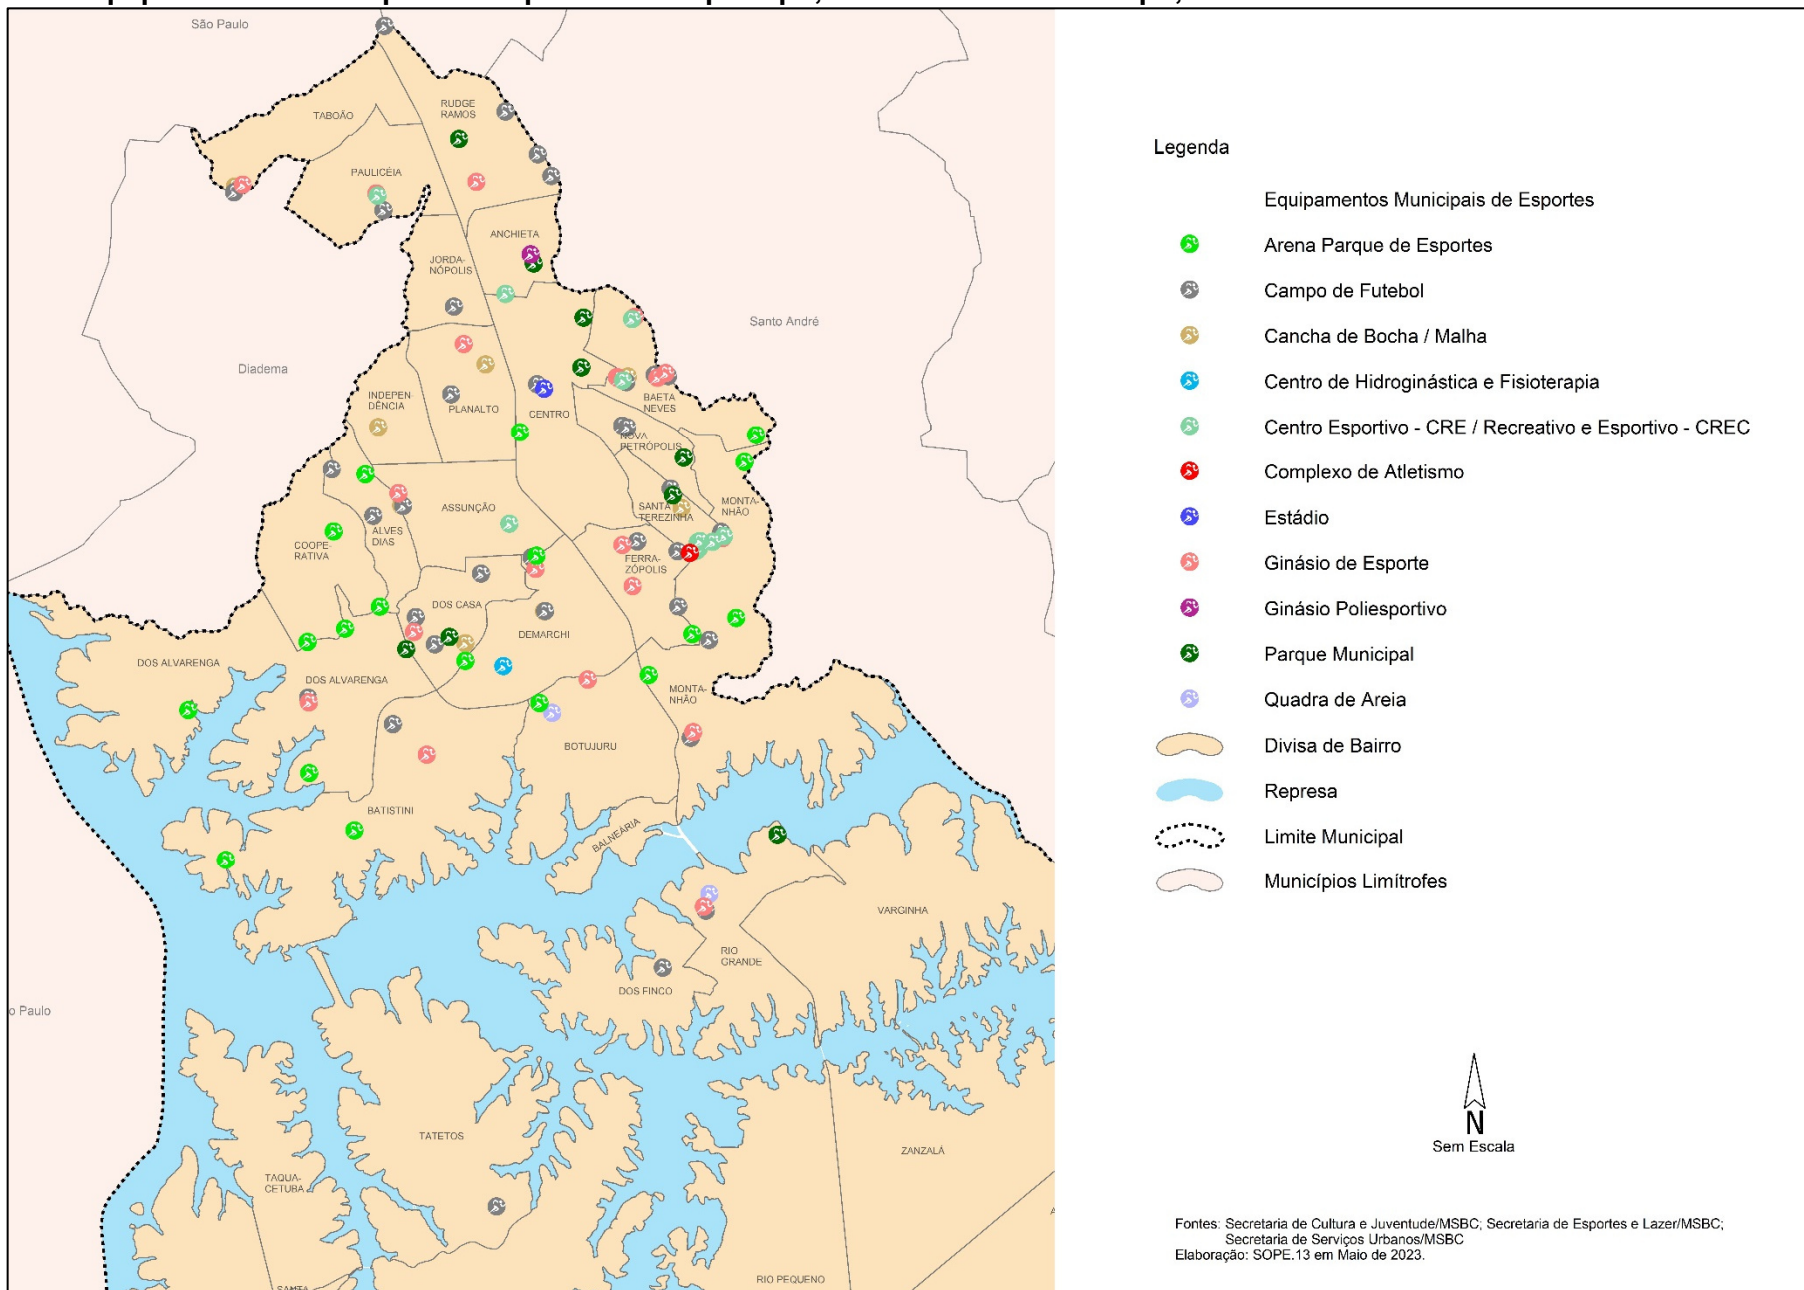 São Paulo
TABOÃO
RUDGE
RAMOS
PAULICÉIA
ANCHIETA
JORDA-
NÓPOLIS
Santo André
Diadema
INDEPEN-
DÊNCIA
PLANALTO
CENTRO
BAETA
NEVES
NOVA
PETRÓPOLIS
ASSUNÇÃO
SANTA
TEREZINHA
MONTA-
NHÃO
ALVES
DIAS
COOPE-
RATIVA
FERRA-
ZÓPOLIS
DOS CASA
DEMARCHI
DOS ALVARENGA
DOS ALVARENGA
MONTA-
NHÃO
BOTUJURU
BATISTINI
BALNEÁRIA
VARGINHA
RIO
GRANDE
DOS FINCO
o Paulo
TATETOS
ZANZALÁ
TAQUA-
CETUBA
RIO PEQUENO
SANTA
Legenda
Equipamentos Municipais de Esportes
Arena Parque de Esportes
Campo de Futebol
Cancha de Bocha / Malha
Centro de Hidroginástica e Fisioterapia
Centro Esportivo - CRE / Recreativo e Esportivo - CREC
Complexo de Atletismo
Estádio
Ginásio de Esporte
Ginásio Poliesportivo
Parque Municipal
Quadra de Areia
Divisa de Bairro
Represa
Limite Municipal
Municípios Limítrofes
N
Sem Escala
Fontes: Secretaria de Cultura e Juventude/MSBC; Secretaria de Esportes e Lazer/MSBC;
Secretaria de Serviços Urbanos/MSBC
Elaboração: SOPE.13 em Maio de 2023.